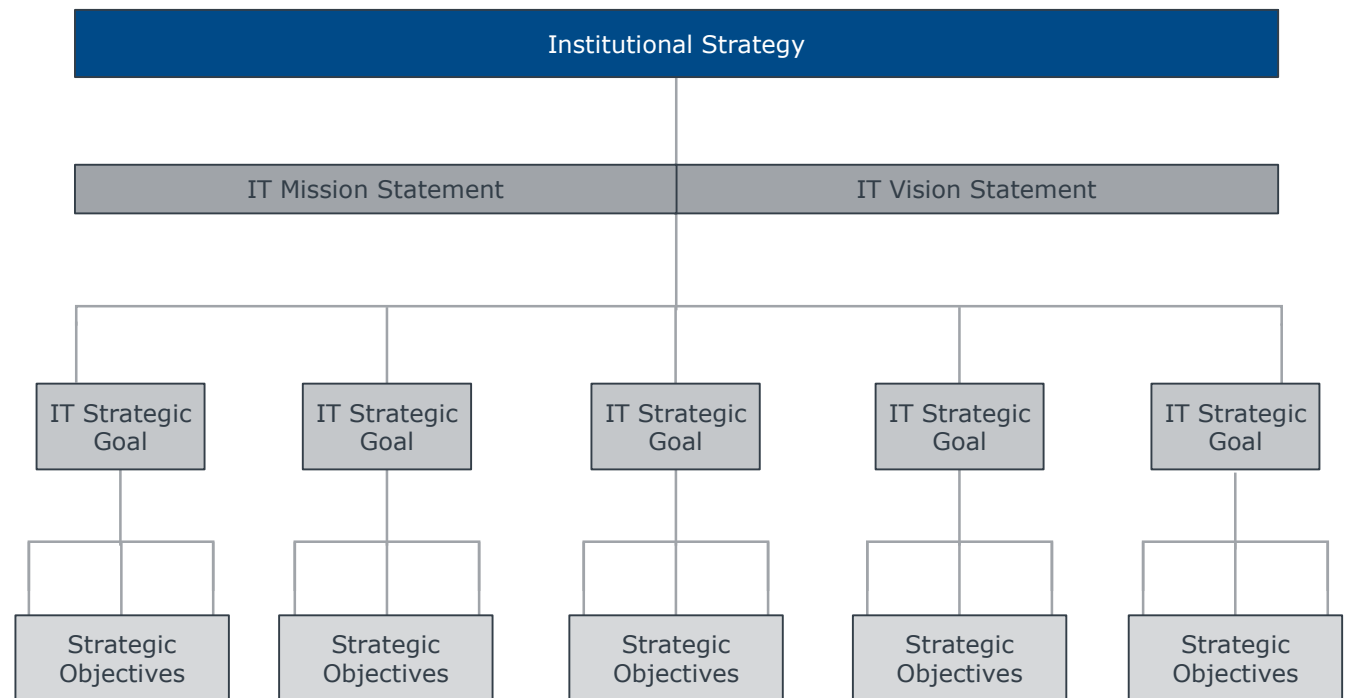 Institutional Strategy
IT Mission Statement
IT Vision Statement
IT Strategic
Goal
IT Strategic
Goal
IT Strategic
Goal
IT Strategic
Goal
IT Strategic
Goal
Strategic
Objectives
Strategic
Objectives
Strategic
Objectives
Strategic
Objectives
Strategic
Objectives